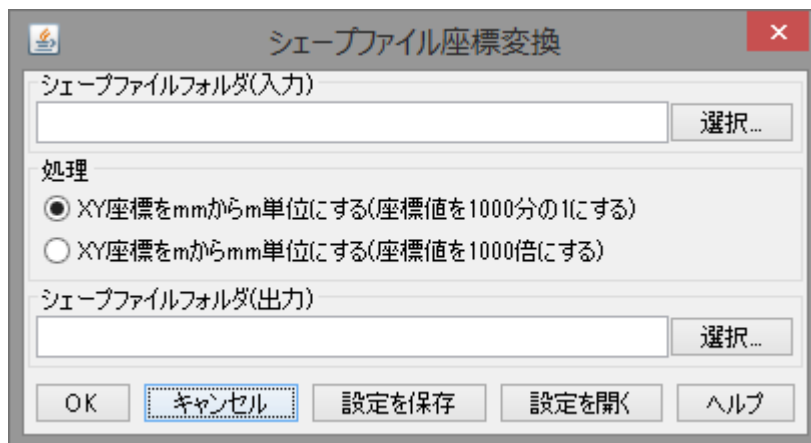 シェープファイル座標変換
シェープファイルフォルダ(入力)
選択...
処理
XY座標をmmからm単位にする(座標値を1000分の1にする)
XY座標をmからmm単位にする(座標値を1000倍にする)
シェープファイルフォルダ(出力)
選択...
OK キャンセル 設定を保存 設定を開く ヘルプ